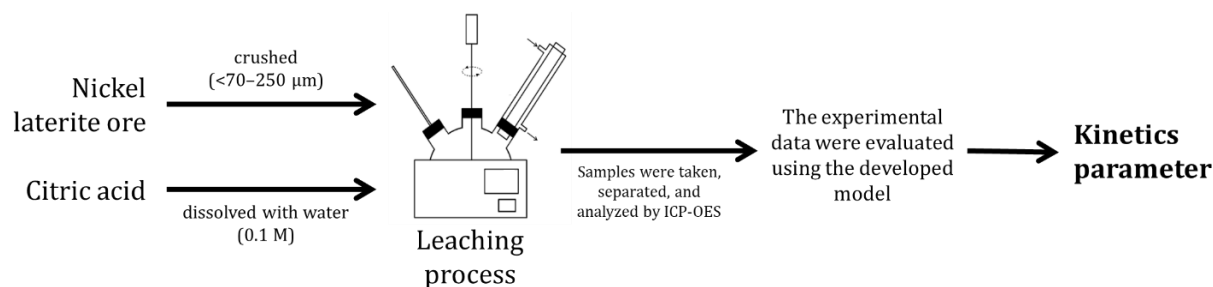 Nickel
laterite ore
crushed
(<70–250 μm)
Citric acid
dissolved with water
(0.1 M)
Leaching
process
Samples were taken,
separated, and
analyzed by ICP-OES
The experimental
data were evaluated
using the developed
model
Kinetics
parameter